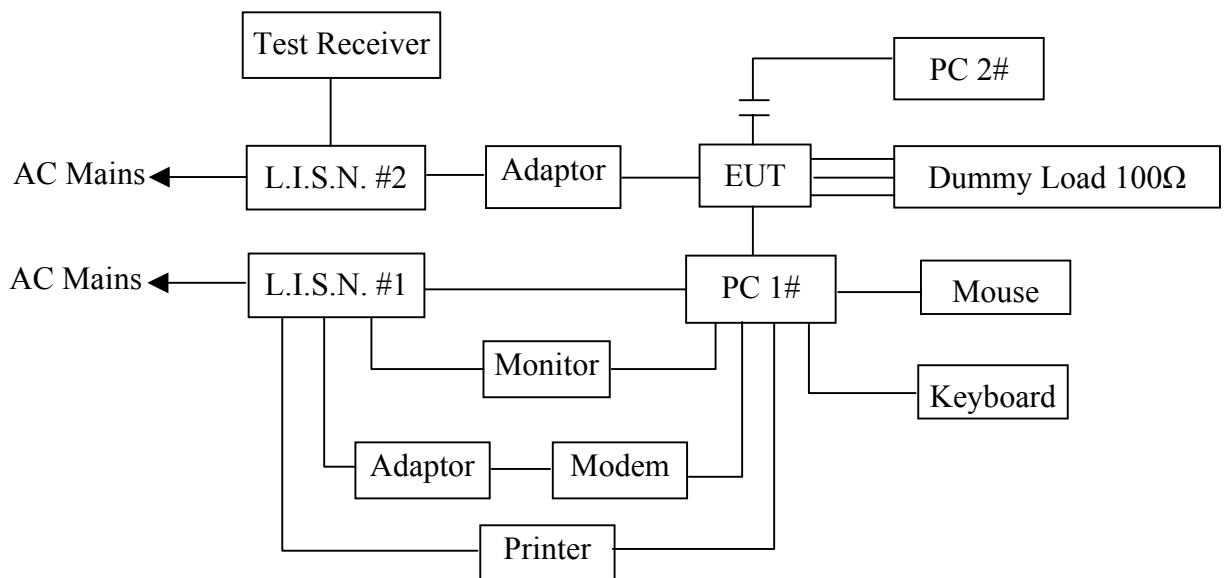 Test Receiver
PC 2#
AC Mains
L.I.S.N. #2
Adaptor
EUT
Dummy Load 100Ω
AC Mains
L.I.S.N. #1
PC 1#
Mouse
Monitor
Keyboard
Adaptor
Modem
Printer